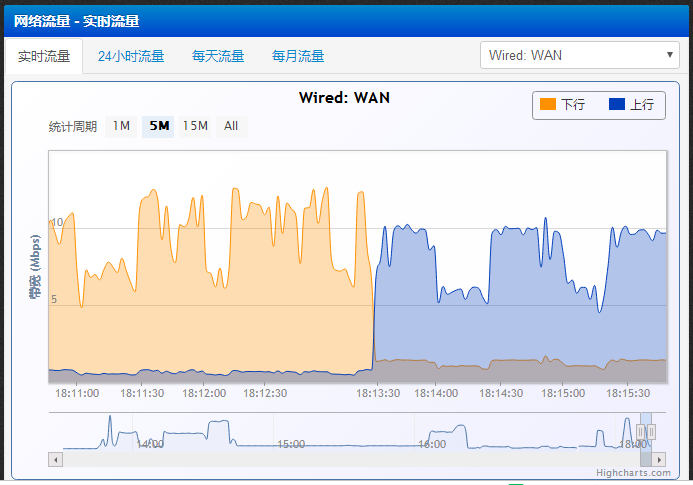 网络流量 - 实时流量
实时流量 24小时流量 每天流量 每月流量 Wired: WAN
Wired: WAN
下行 上行
统计周期 1M 5M 15M All
10
5
(Mbps)
18:11:00 18:11:30 18:12:00 18:12:30 18:13:30 18:14:00 18:14:30 18:15:00 18:15:30
14:00 15:00 16:00 18:00
Highcharts.com